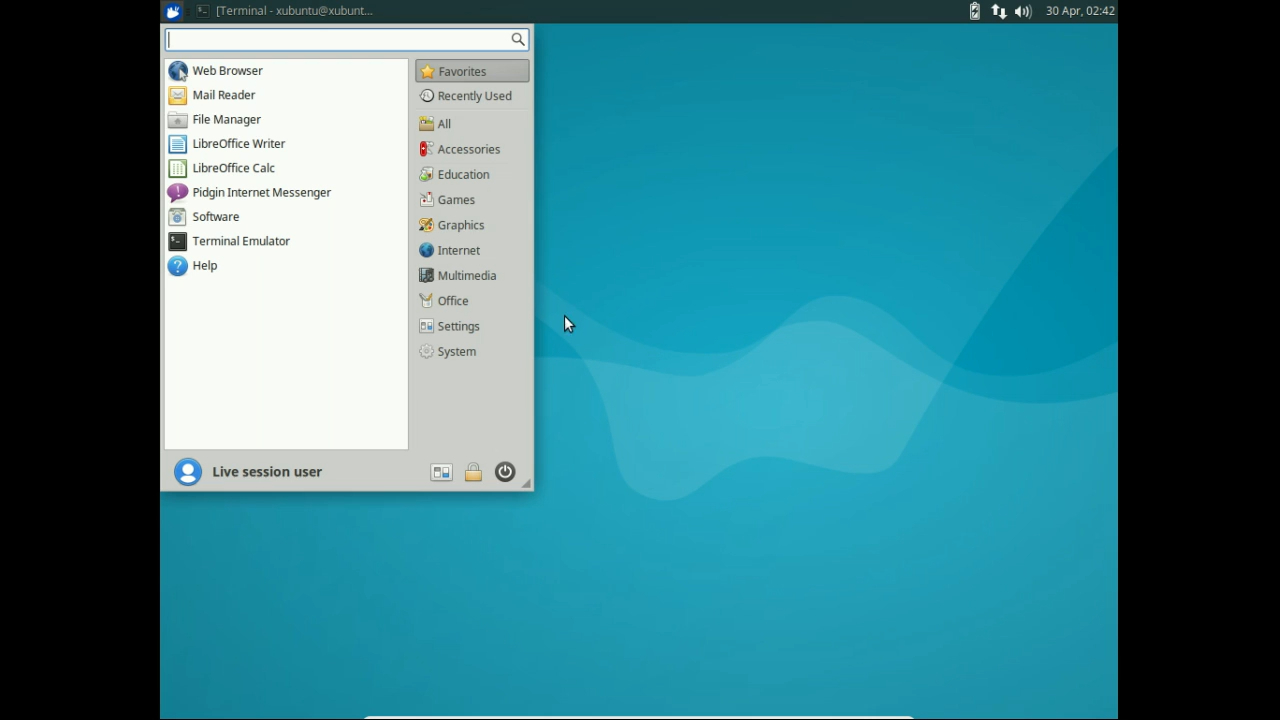 [Terminal - xubuntu@xubunt...
30 Apr, 02:42
Web Browser
Mail Reader
File Manager
LibreOffice Writer
LibreOffice Calc
Pidgin Internet Messenger
Software
Terminal Emulator
Help
Favorites
Recently Used
All
Accessories
Education
Games
Graphics
Internet
Multimedia
Office
Settings
System
Live session user